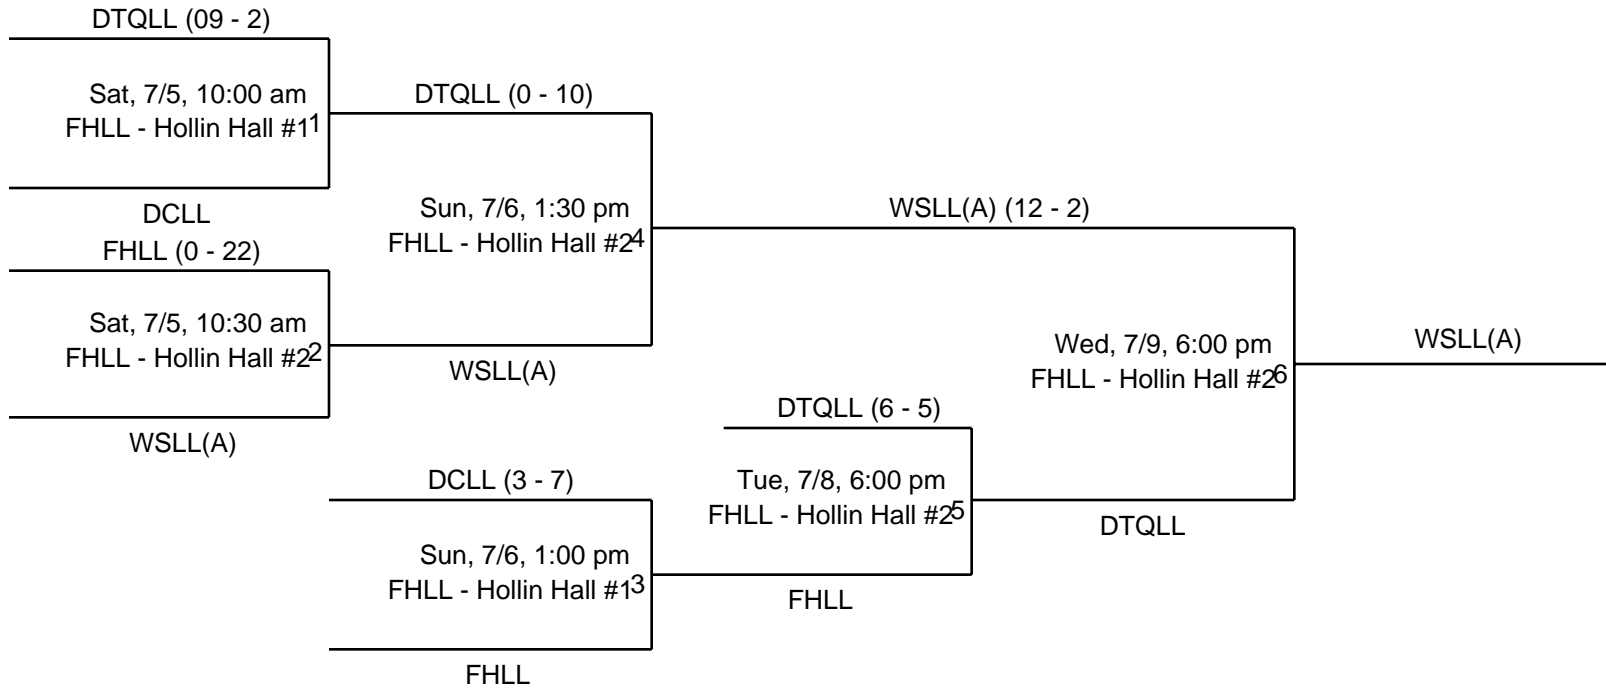 DTQLL (09 - 2)
Sat, 7/5, 10:00 am
FHLL - Hollin Hall #1 1
DCLL
FHLL (0 - 22)
Sat, 7/5, 10:30 am
FHLL - Hollin Hall #2 2
WSLL(A)
DTQLL (0 - 10)
Sun, 7/6, 1:30 pm
FHLL - Hollin Hall #2 4
WSLL(A)
DCLL (3 - 7)
Sun, 7/6, 1:00 pm
FHLL - Hollin Hall #1 3
FHLL
DTQLL (6 - 5)
Tue, 7/8, 6:00 pm
FHLL - Hollin Hall #2 5
FHLL
WSLL(A) (12 - 2)
Wed, 7/9, 6:00 pm
FHLL - Hollin Hall #2 6
DTQLL
WSLL(A)